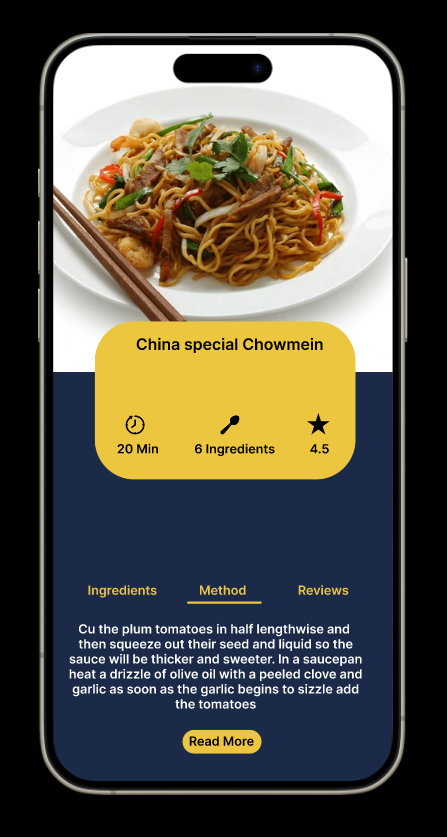 China special Chowmein
20 Min
6 Ingredients
4.5
Ingredients
Method
Reviews
Cu the plum tomatoes in half lengthwise and
then squeeze out their seed and liquid so the
sauce will be thicker and sweeter. In a saucepan
heat a drizzle of olive oil with a peeled clove and
garlic as soon as the garlic begins to sizzle add
the tomatoes
Read More